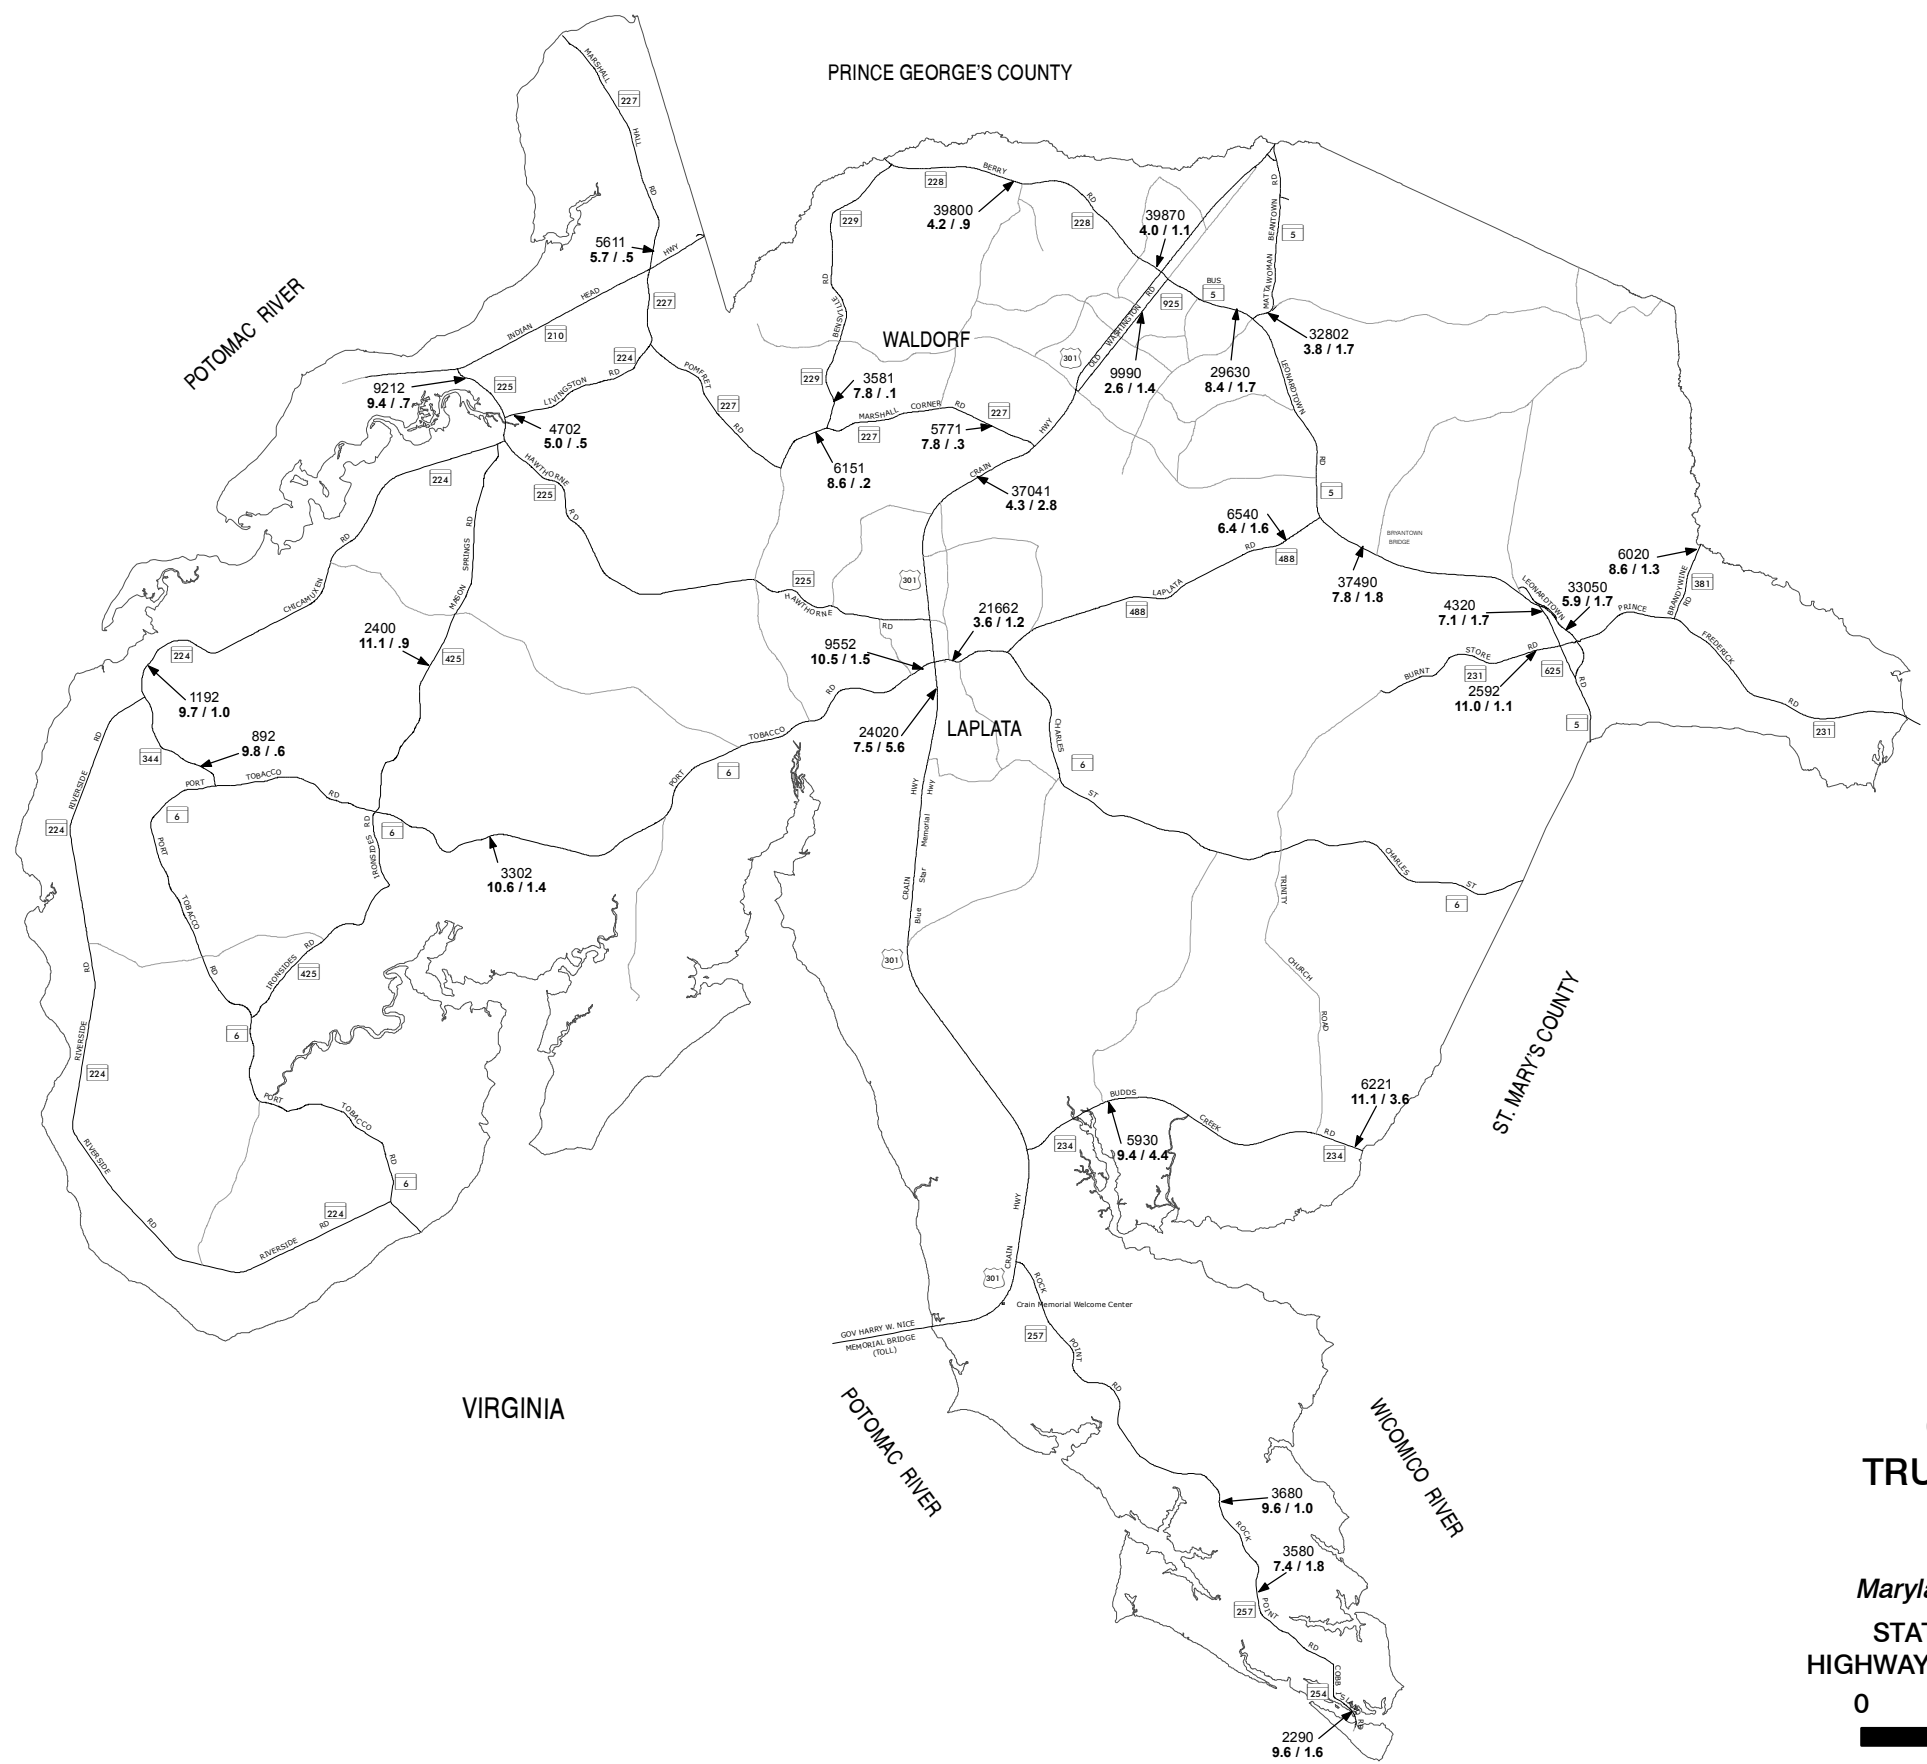 PRINCE GEORGE'S COUNTY
MARSHALL
227
HALL
RD
5611
5.7 / .5
HWY
HEAD
INDIAN
210
227
POTOMAC RIVER
224
RD
LIVINGSTON
225
9212
9.4 / .7
4702
5.0 / .5
POMFRET
227
RD
BERRY
228
39800
4.2 / .9
RD
228
229
RD
BENSVILLE
WALDORF
229
3581
7.8 / .1
MARSHALL CORNER RD
227
227
5771
7.8 / .3
6151
8.6 / .2
39870
4.0 / 1.1
RD
BEANTOWN
MATTAWOMAN
5
BUS
5
925
RD
WASHINGTON
OLD
301
9990
2.6 / 1.4
29630
8.4 / 1.7
32802
3.8 / 1.7
LEONARDTOWN
RD
5
HWY
CRAIN
37041
4.3 / 2.8
224
HAWTHORNE
225
RD
RD
CHICAMUXEN
RD
SPRINGS
MASON
225
HAWTHORNE
RD
301
6540
6.4 / 1.6
RD
488
LAPLATA
488
BRYANTOWN
BRIDGE
37490
7.8 / 1.8
6020
8.6 / 1.3
381
BRANDYWINE
RD
33050
5.9 / 1.7
LEONARDTOWN
4320
7.1 / 1.7
PRINCE
FREDERICK
RD
231
BURNT
STORE
RD
231
625
2592
11.0 / 1.1
RD
5
21662
3.6 / 1.2
9552
10.5 / 1.5
24020
7.5 / 5.6
LAPLATA
2400
11.1 / .9
425
224
1192
9.7 / 1.0
892
9.8 / .6
344
RD
RIVERSIDE
224
PORT
TOBACCO
RD
6
RD
IRONSIDES
6
3302
10.6 / 1.4
PORT
6
TOBACCO
RD
CHARLES
6
ST
HWY
CRAIN
Blue Star Memorial Hwy
301
TRINITY
CHURCH
ROAD
CHARLES
ST
6
PORT
TOBACCO
RD
RD
IRONSIDES
425
6
RD
RIVERSIDE
224
PORT
TOBACCO
RD
6
RIVERSIDE
RD
RIVERSIDE
RD
224
ST. MARY'S COUNTY
BUDDS
CREEK
RD
234
234
5930
9.4 / 4.4
6221
11.1 / 3.6
HWY
CRAIN
301
ROCK
Crain Memorial Welcome Center
257
POINT
RD
GOV HARRY W. NICE
MEMORIAL BRIDGE
(TOLL)
VIRGINIA
POTOMAC RIVER
WICOMICO RIVER
3680
9.6 / 1.0
ROCK
3580
7.4 / 1.8
257
POINT
RD
COBB
ISLAND
RD
254
2290
9.6 / 1.6
TRU
Maryla
STAT
HIGHWAY
0